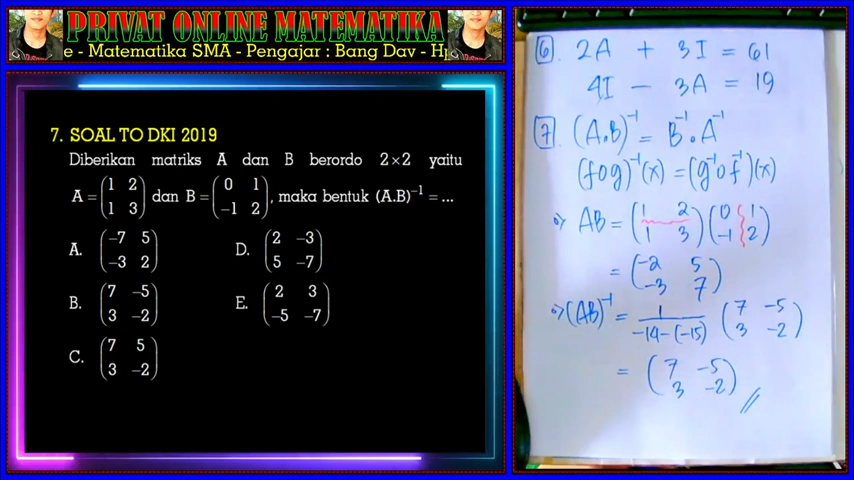 PRIVAT ONLINE MATEMATIKA
e - Matematika SMA - Pengajar : Bang Dav - Hp
7. SOAL TO DKI 2019
Diberikan matriks A dan B berordo 2×2 yaitu
A = (1 2; 1 3) dan B = (0 1; −1 2), maka bentuk (A.B)⁻¹ = ...
A. (−7 5; −3 2)
B. (7 −5; 3 −2)
C. (7 5; 3 −2)
D. (2 −3; 5 −7)
E. (2 3; −5 −7)
6. 2A + 3I = 61
4I − 3A = 19
7. (A.B)⁻¹ = B⁻¹ . A⁻¹
(fog)⁻¹(x) = (g⁻¹ o f⁻¹)(x)
AB = (1 2; 1 3) (0 1; −1 2)
= (−2 5; −3 7)
(AB)⁻¹ = 1/(−14−(−15)) (7 −5; 3 −2)
= (7 −5; 3 −2)